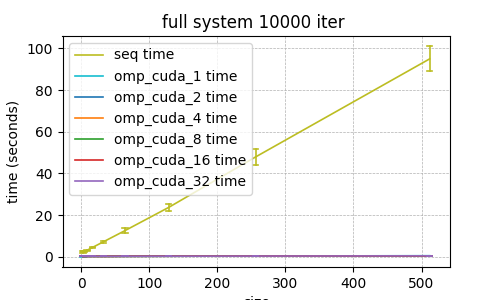 full system 10000 iter
time (seconds)
100
80
60
40
20
0
seq time
omp_cuda_1 time
omp_cuda_2 time
omp_cuda_4 time
omp_cuda_8 time
omp_cuda_16 time
omp_cuda_32 time
0 100 200 300 400 500
size